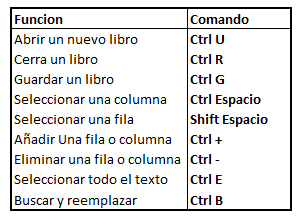 Funcion Comando
Abrir un nuevo libro Ctrl U
Cerra un libro Ctrl R
Guardar un libro Ctrl G
Seleccionar una columna Ctrl Espacio
Seleccionar una fila Shift Espacio
Añadir Una fila o columna Ctrl +
Eliminar una fila o columna Ctrl -
Seleccionar todo el texto Ctrl E
Buscar y reemplazar Ctrl B